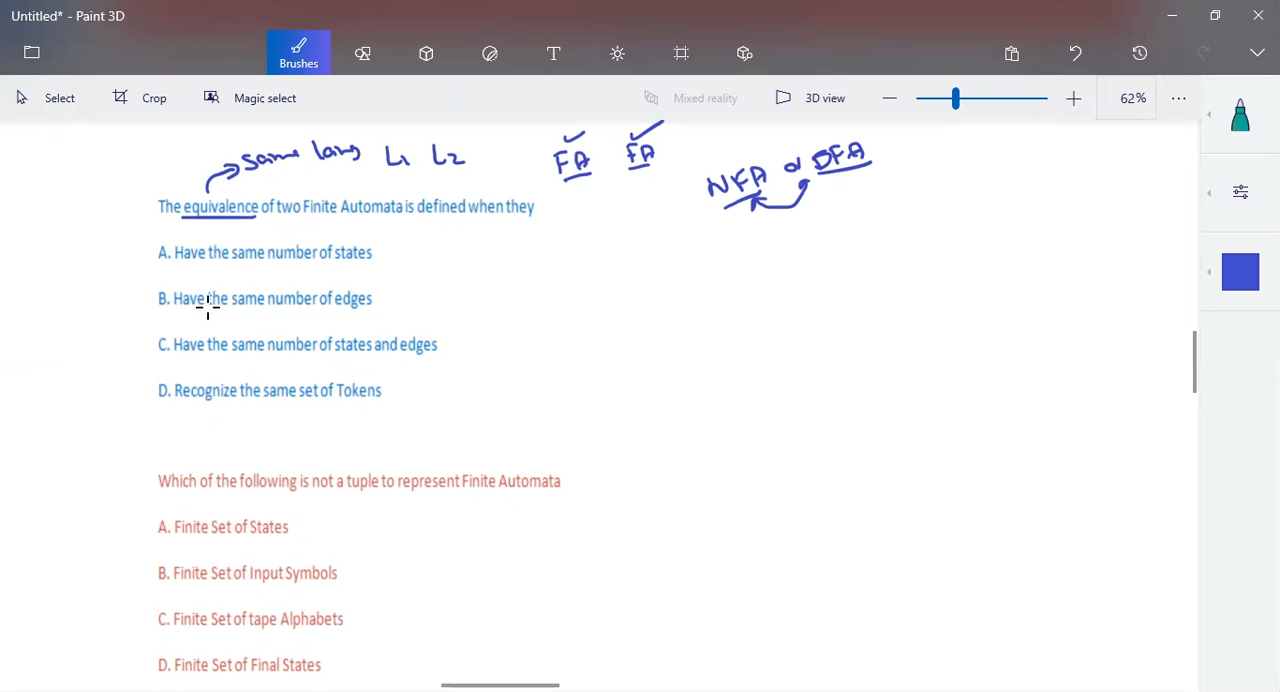 Untitled* - Paint 3D
Brushes
Select
Crop
Magic select
Mixed reality
3D view
62%
same lang L1 L2
FA FA
NFA or DFA
The equivalence of two Finite Automata is defined when they
A. Have the same number of states
B. Have the same number of edges
C. Have the same number of states and edges
D. Recognize the same set of Tokens
Which of the following is not a tuple to represent Finite Automata
A. Finite Set of States
B. Finite Set of Input Symbols
C. Finite Set of tape Alphabets
D. Finite Set of Final States